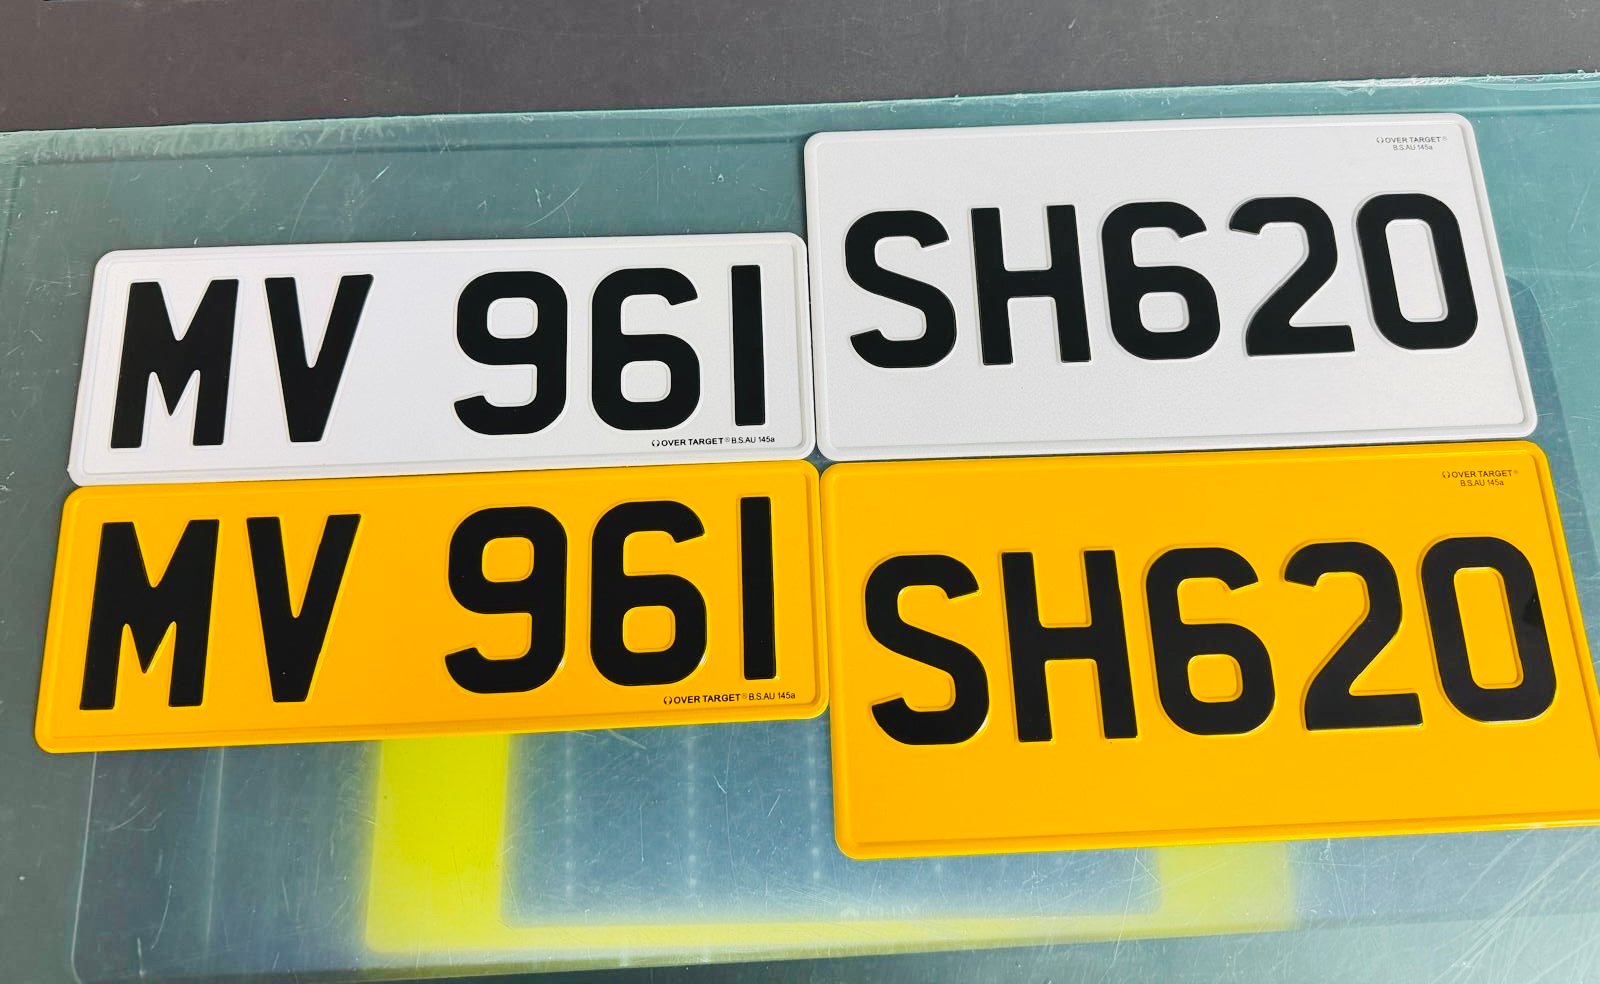 MV 961
OVER TARGET® B.S.AU 145a
OVER TARGET®
B.S.AU 145a
SH620
MV 961
OVER TARGET® B.S.AU 145a
OVER TARGET®
B.S.AU 145a
SH620